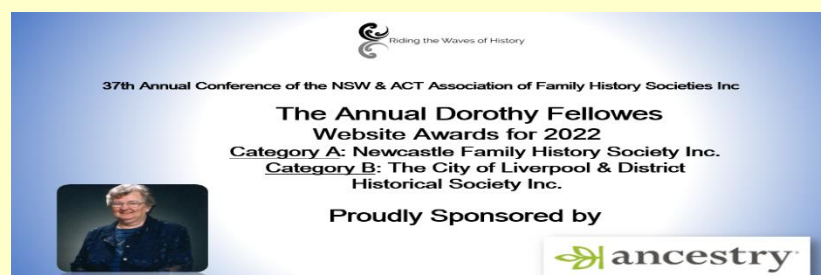 Riding the Waves of History
37th Annual Conference of the NSW & ACT Association of Family History Societies Inc
The Annual Dorothy Fellowes
Website Awards for 2022
Category A: Newcastle Family History Society Inc.
Category B: The City of Liverpool & District
Historical Society Inc.
Proudly Sponsored by
ancestry